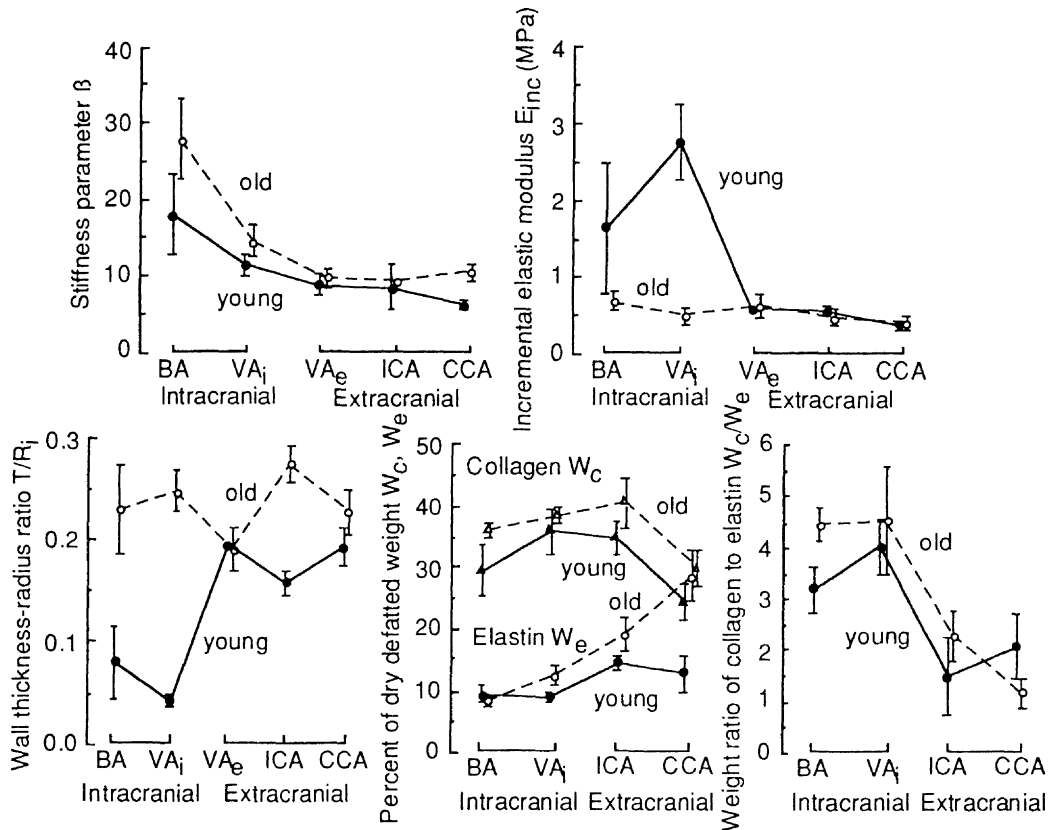 Stiffness parameter ß
40
30
20
10
0
old
young
BA VAi VAe ICA CCA
Intracranial Extracranial
Incremental elastic modulus Einc (MPa)
4
3
2
1
0
young
old
BA VAi VAe ICA CCA
Intracranial Extracranial
Wall thickness-radius ratio T/Ri
0.3
0.2
0.1
0.0
old
young
BA VAi VAe ICA CCA
Intracranial Extracranial
Percent of dry defatted weight Wc, We
50
40
30
20
10
0
Collagen Wc
old
young
old
Elastin We
young
BA VAi ICA CCA
Intracranial Extracranial
Weight ratio of collagen to elastin Wc/We
6
5
4
3
2
1
0
old
young
BA VAi ICA CCA
Intracranial Extracranial